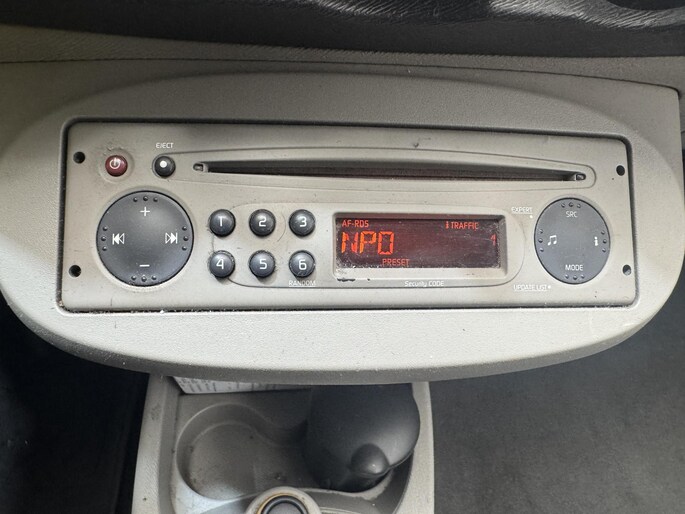 EJECT
+
−
1 2 3
4 5 6
RANDOM
AF-RDS i TRAFFIC
NPO 1
PRESET
Security CODE
EXPERT
SRC
i
MODE
UPDATE LIST